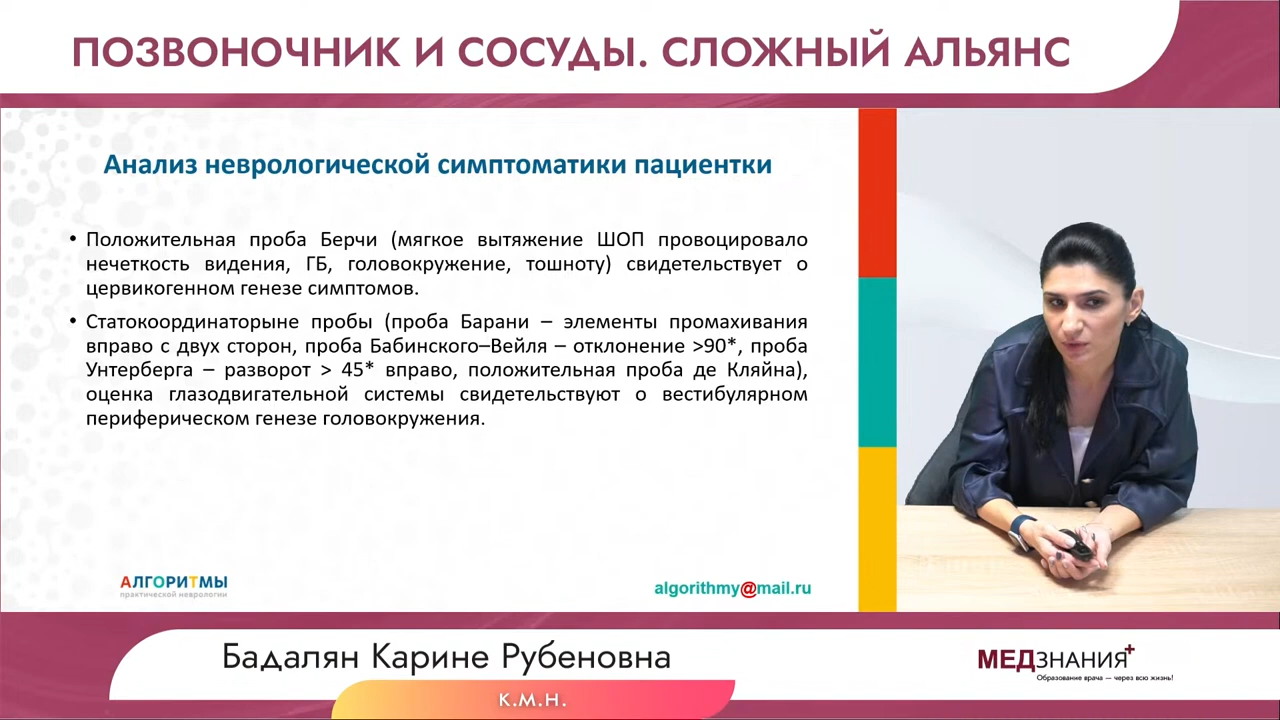 ПОЗВОНОЧНИК И СОСУДЫ. СЛОЖНЫЙ АЛЬЯНС
Анализ неврологической симптоматики пациентки
• Положительная проба Берчи (мягкое вытяжение ШОП провоцировало
нечеткость видения, ГБ, головокружение, тошноту) свидетельствует о
цервикогенном генезе симптомов.
• Статокоординаторыне пробы (проба Барани – элементы промахивания
вправо с двух сторон, проба Бабинского–Вейля – отклонение >90*, проба
Унтерберга – разворот > 45* вправо, положительная проба де Кляйна),
оценка глазодвигательной системы свидетельствуют о вестибулярном
периферическом генезе головокружения.
АЛГОРИТМЫ
практической неврологии
algorithmy@mail.ru
Бадалян Карине Рубеновна
к.м.н.
МЕДЗНАНИЯ+
Образование врача — через всю жизнь!